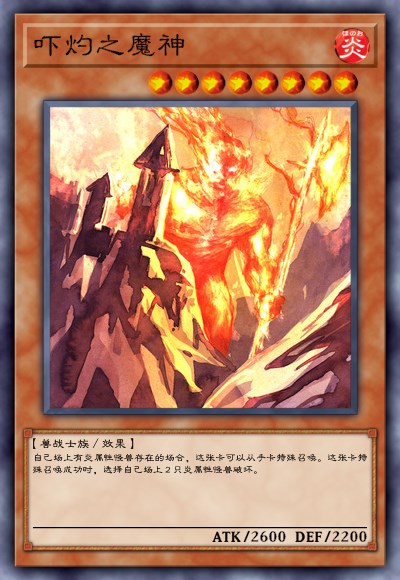 吓灼之魔神
ほのお
炎
【兽战士族/效果】
自己场上有炎属性怪兽存在的场合，这张卡可以从手卡特殊召唤。这张卡特
殊召唤成功时，选择自己场上2只炎属性怪兽破坏。
ATK/2600 DEF/2200